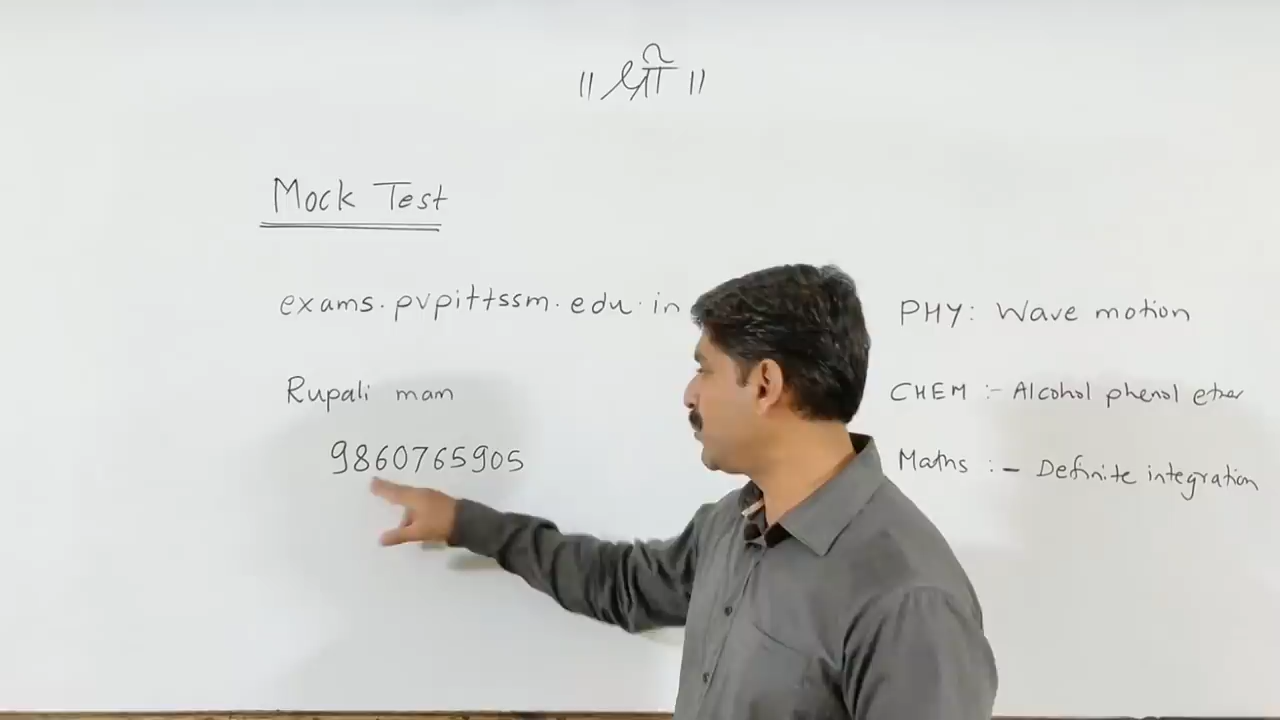 ॥ श्री ॥
Mock Test
exams.pvpittssm.edu.in
Rupali mam
9860765905
PHY: Wave motion
CHEM :- Alcohol phenol ether
Maths :- Definite integration